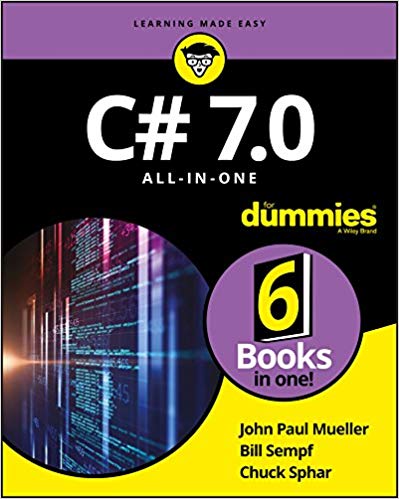 LEARNING MADE EASY
C# 7.0
ALL-IN-ONE
for
dummies
A Wiley Brand
6
Books
in one!
John Paul Mueller
Bill Sempf
Chuck Sphar